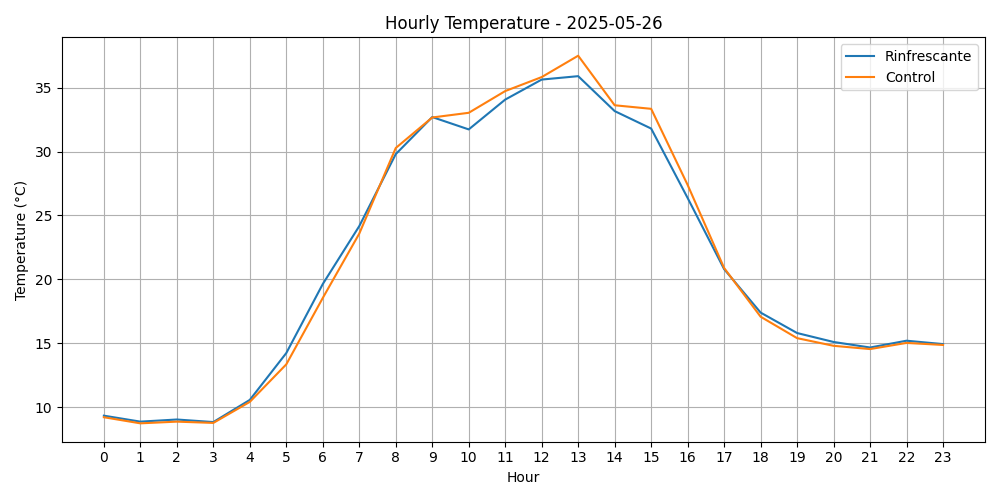 Hourly Temperature - 2025-05-26
Rinfrescante
Control
Temperature (°C)
35
30
25
20
15
10
0 1 2 3 4 5 6 7 8 9 10 11 12 13 14 15 16 17 18 19 20 21 22 23
Hour